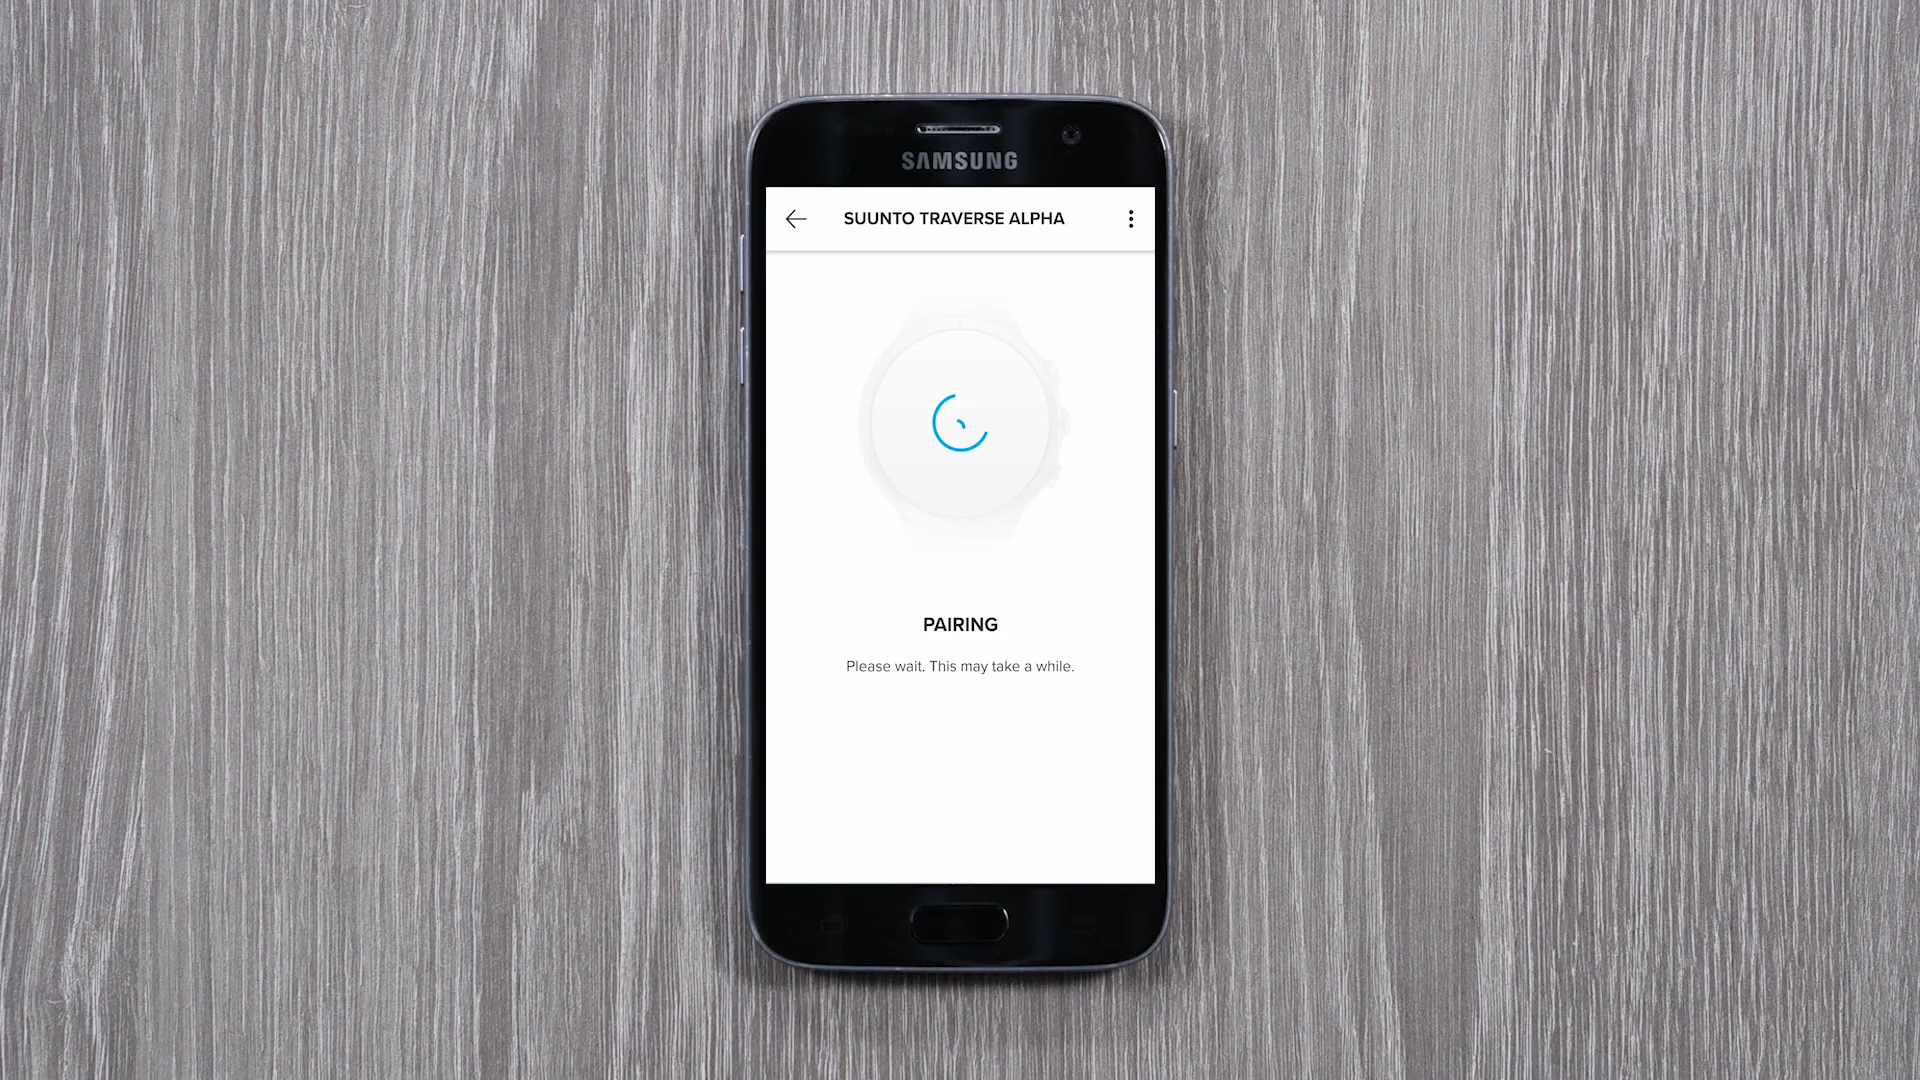 SAMSUNG
SUUNTO TRAVERSE ALPHA
PAIRING
Please wait. This may take a while.